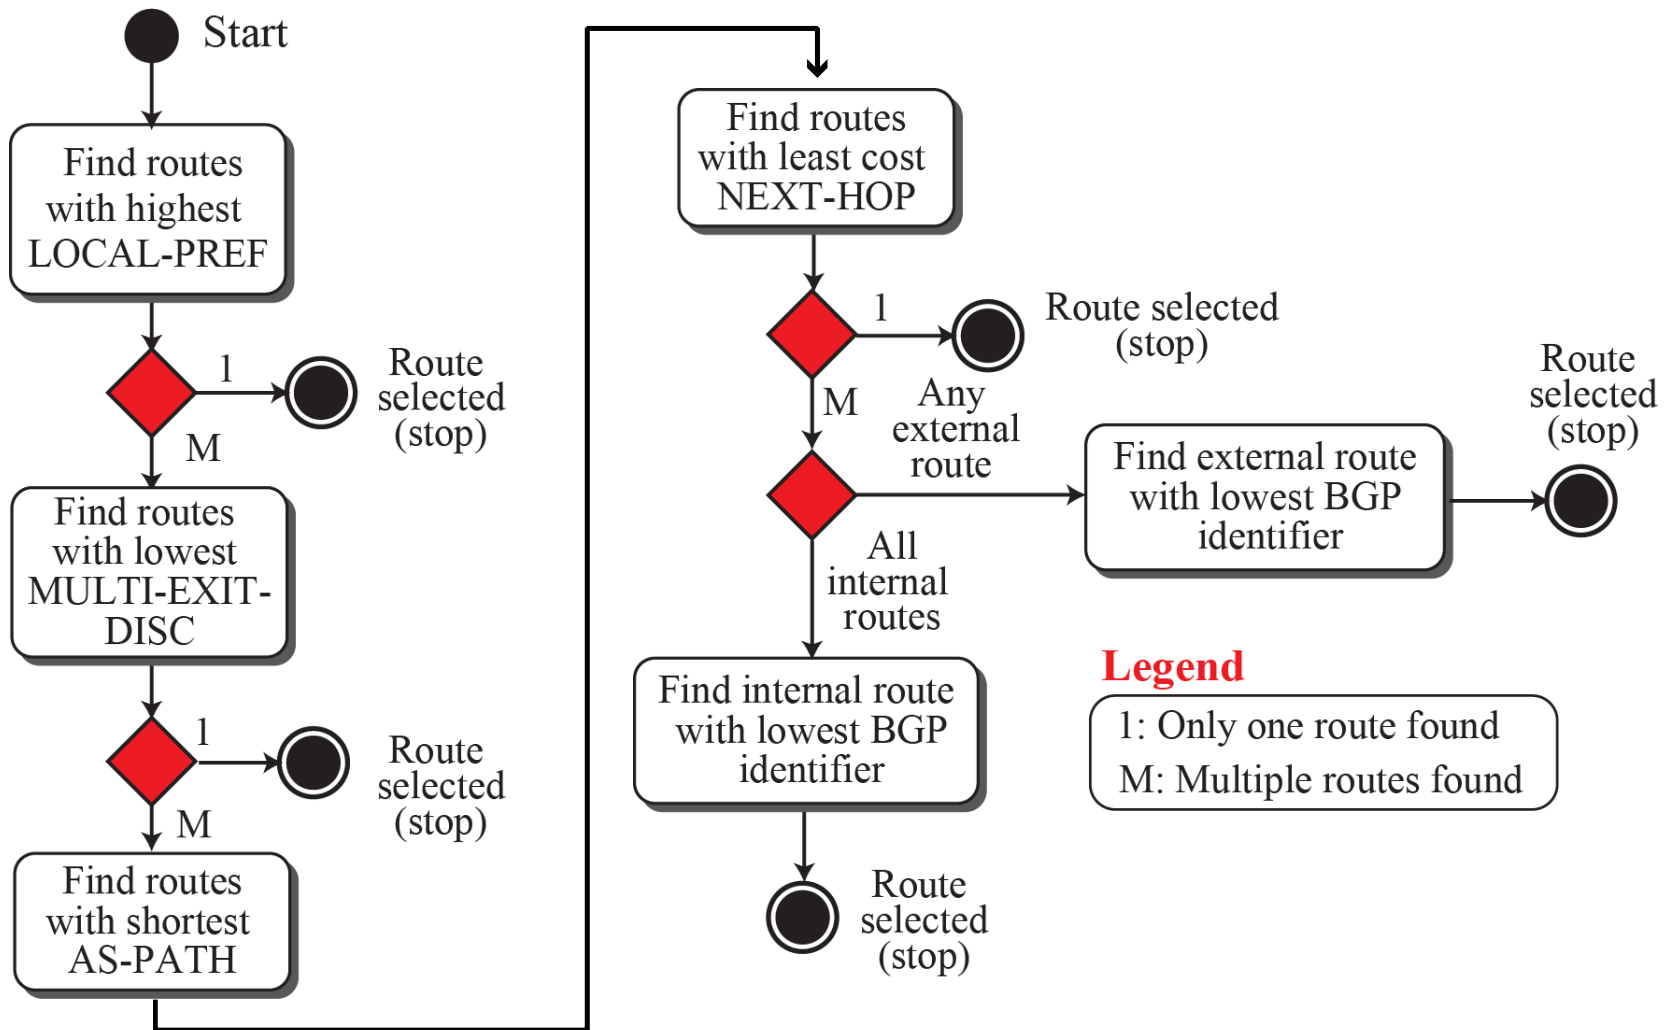 Start
Find routes
with highest
LOCAL-PREF
1
Route
selected
(stop)
M
Find routes
with lowest
MULTI-EXIT-
DISC
1
Route
selected
(stop)
M
Find routes
with shortest
AS-PATH
Find routes
with least cost
NEXT-HOP
1
Route selected
(stop)
M
Any
external
route
Find external route
with lowest BGP
identifier
Route
selected
(stop)
All
internal
routes
Find internal route
with lowest BGP
identifier
Route
selected
(stop)
Legend
1: Only one route found
M: Multiple routes found